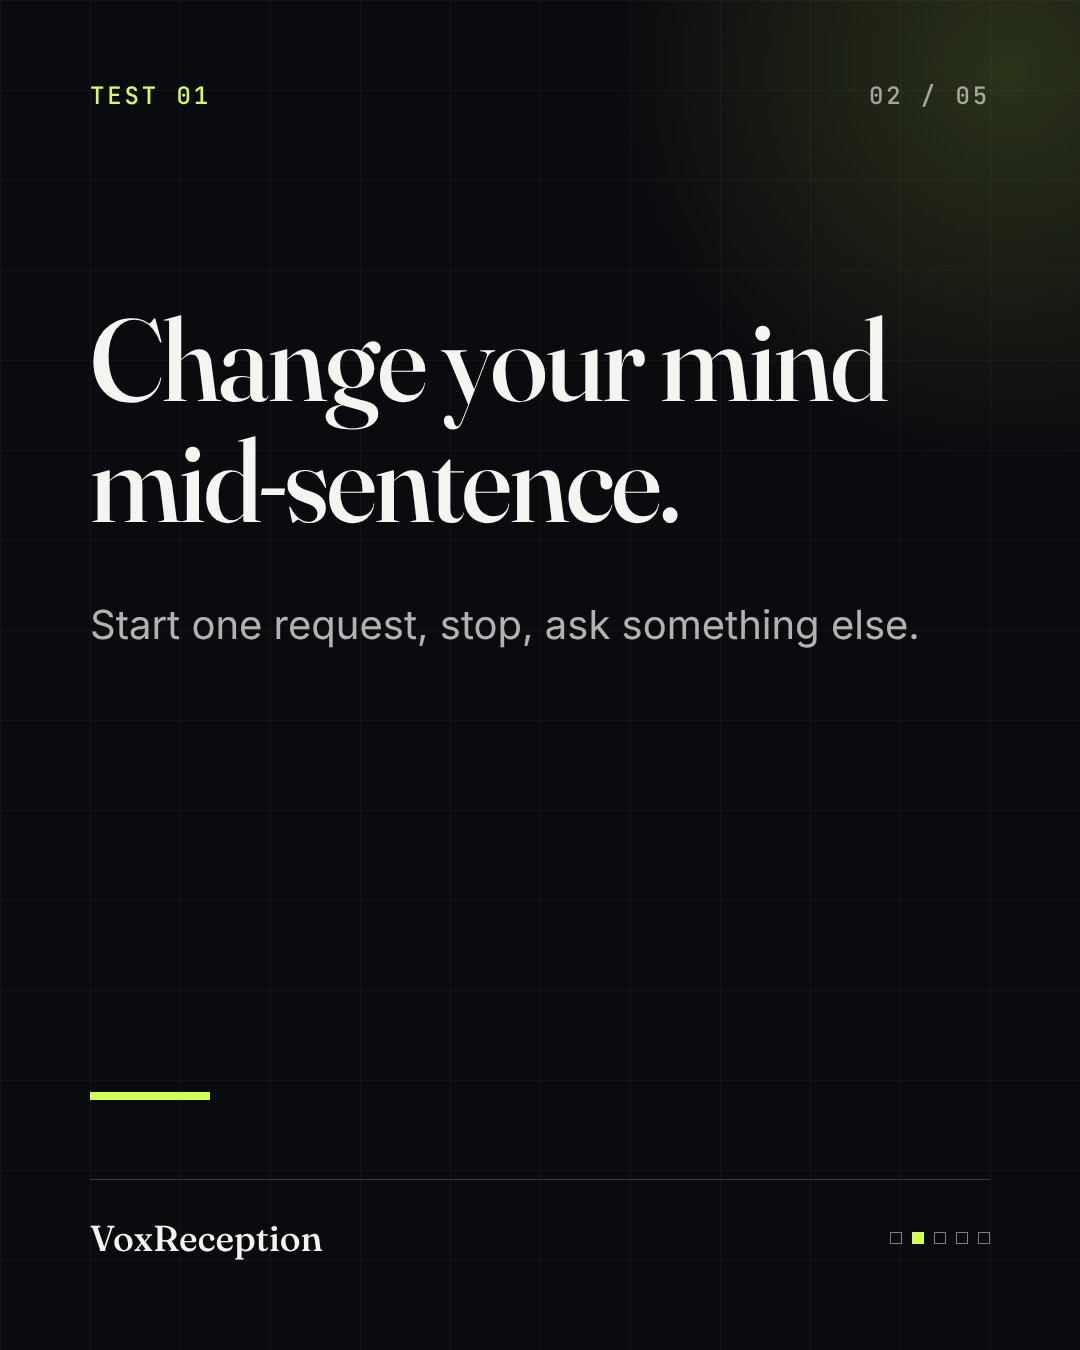 TEST 01
02 / 05
Change your mind
mid-sentence.
Start one request, stop, ask something else.
VoxReception